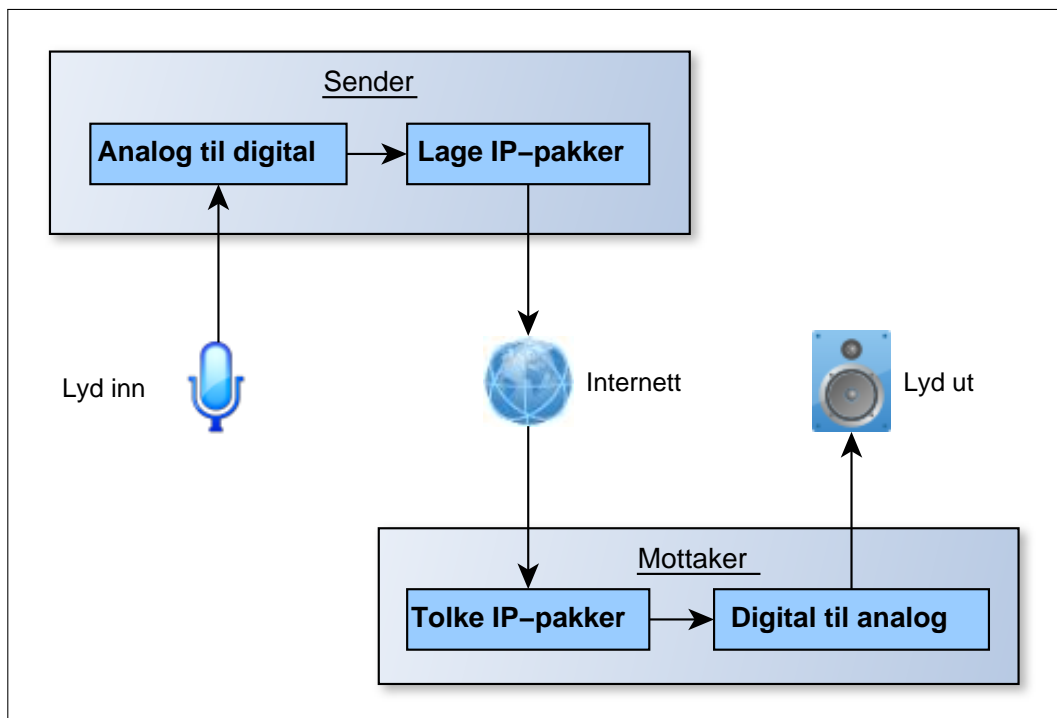 Sender
Analog til digital
Lage IP−pakker
Lyd inn
Internett
Lyd ut
Mottaker
Tolke IP−pakker
Digital til analog